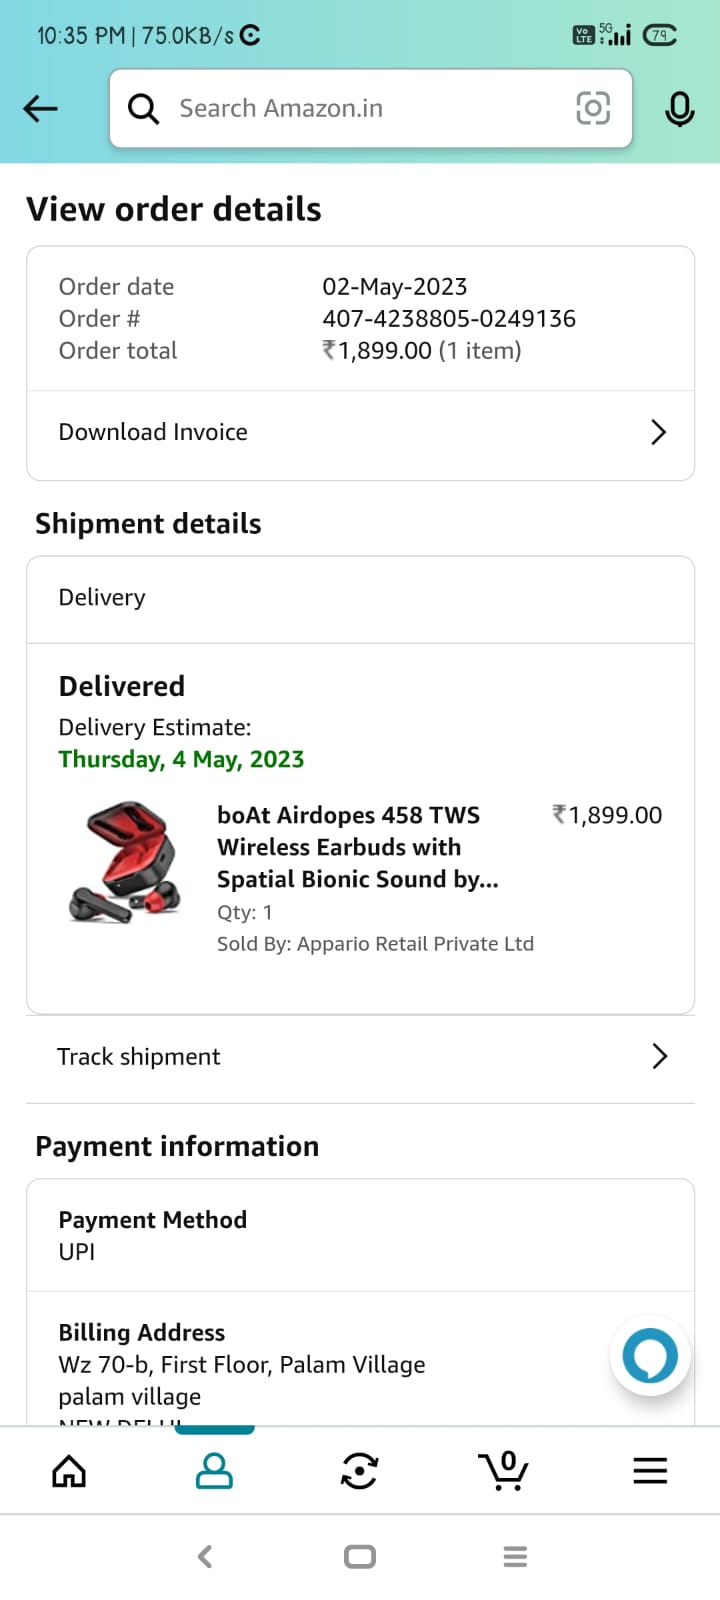 10:35 PM | 75.0KB/s
Vo LTE 5G 79
Search Amazon.in
View order details
Order date 02-May-2023
Order # 407-4238805-0249136
Order total ₹1,899.00 (1 item)
Download Invoice
Shipment details
Delivery
Delivered
Delivery Estimate:
Thursday, 4 May, 2023
boAt Airdopes 458 TWS ₹1,899.00
Wireless Earbuds with
Spatial Bionic Sound by...
Qty: 1
Sold By: Appario Retail Private Ltd
Track shipment
Payment information
Payment Method
UPI
Billing Address
Wz 70-b, First Floor, Palam Village
palam village
NEW DELHI
0